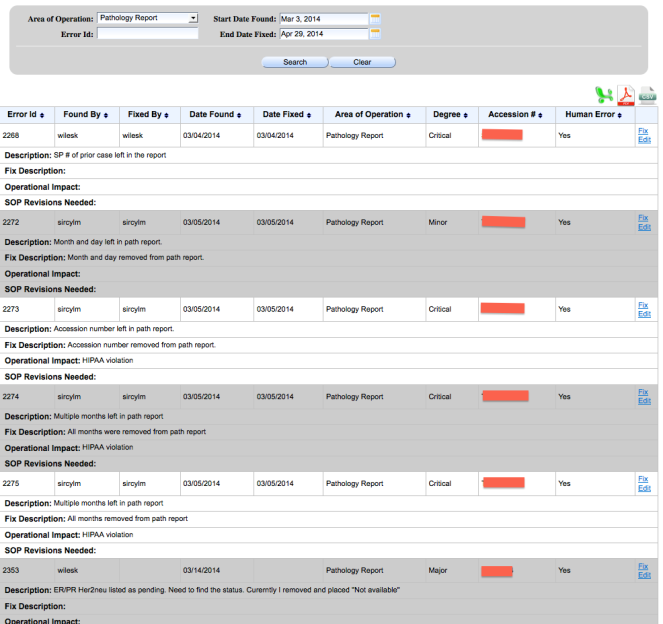 Area of Operation: Pathology Report Start Date Found: Mar 3, 2014
Error Id: End Date Fixed: Apr 29, 2014
Search Clear
PDF CSV
Error Id Found By Fixed By Date Found Date Fixed Area of Operation Degree Accession # Human Error
2268 wilesk wilesk 03/04/2014 03/04/2014 Pathology Report Critical Yes Fix
Edit
Description: SP # of prior case left in the report
Fix Description:
Operational Impact:
SOP Revisions Needed:
2272 sircylm sircylm 03/05/2014 03/05/2014 Pathology Report Minor Yes Fix
Edit
Description: Month and day left in path report.
Fix Description: Month and day removed from path report.
Operational Impact:
SOP Revisions Needed:
2273 sircylm sircylm 03/05/2014 03/05/2014 Pathology Report Critical Yes Fix
Edit
Description: Accession number left in path report.
Fix Description: Accession number removed from path report.
Operational Impact: HIPAA violation
SOP Revisions Needed:
2274 sircylm sircylm 03/05/2014 03/05/2014 Pathology Report Critical Yes Fix
Edit
Description: Multiple months left in path report
Fix Description: All months were removed from path report
Operational Impact: HIPAA violation
SOP Revisions Needed:
2275 sircylm sircylm 03/05/2014 03/05/2014 Pathology Report Critical Yes Fix
Edit
Description: Multiple months left in path report
Fix Description: All months removed from path report
Operational Impact: HIPAA violation
SOP Revisions Needed:
2353 wilesk 03/14/2014 Pathology Report Major Yes Fix
Edit
Description: ER/PR Her2neu listed as pending. Need to find the status. Curerntly I removed and placed "Not available"
Fix Description:
Operational Impact: